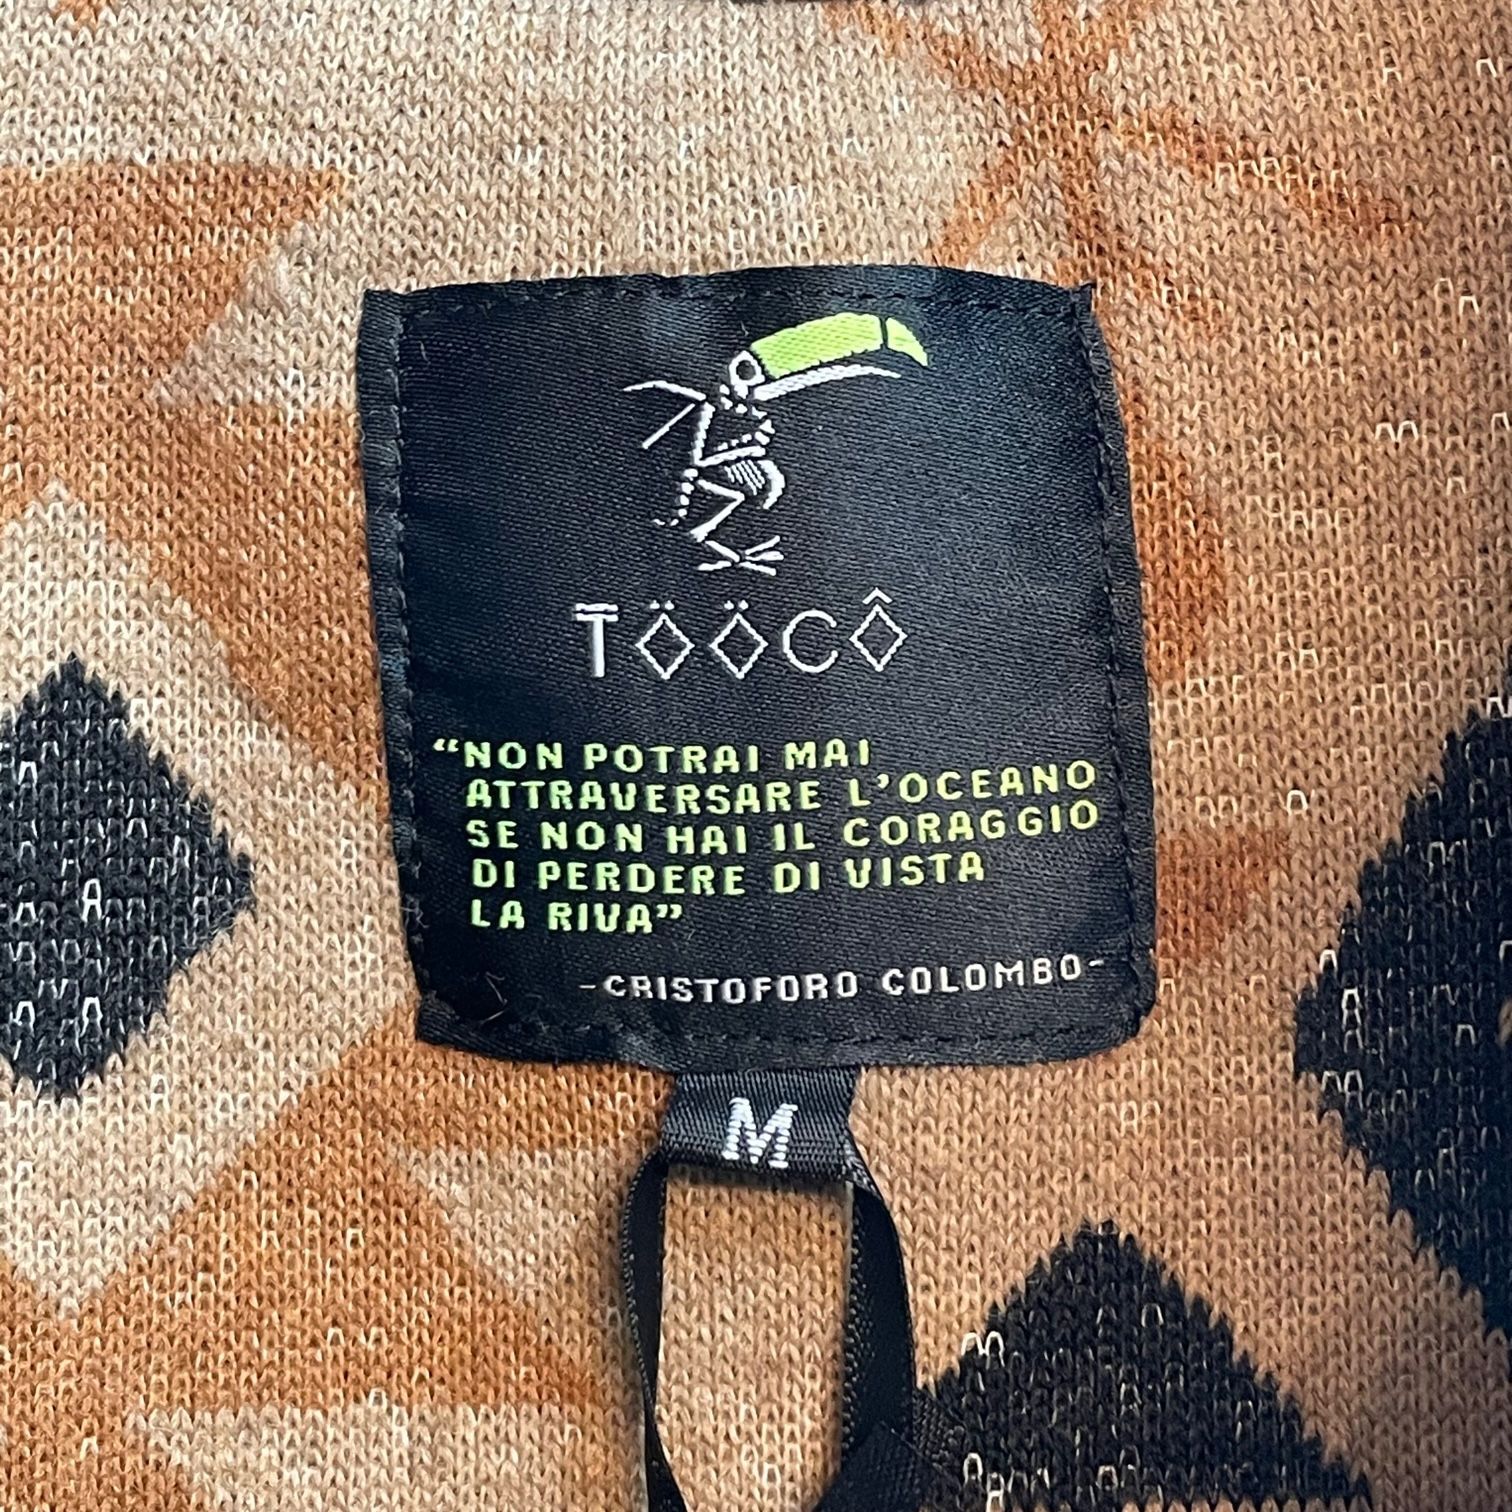 TÖÖCÔ
“NON POTRAI MAI
ATTRAVERSARE L’OCEANO
SE NON HAI IL CORAGGIO
DI PERDERE DI VISTA
LA RIVA”
-CRISTOFORO COLOMBO-
M